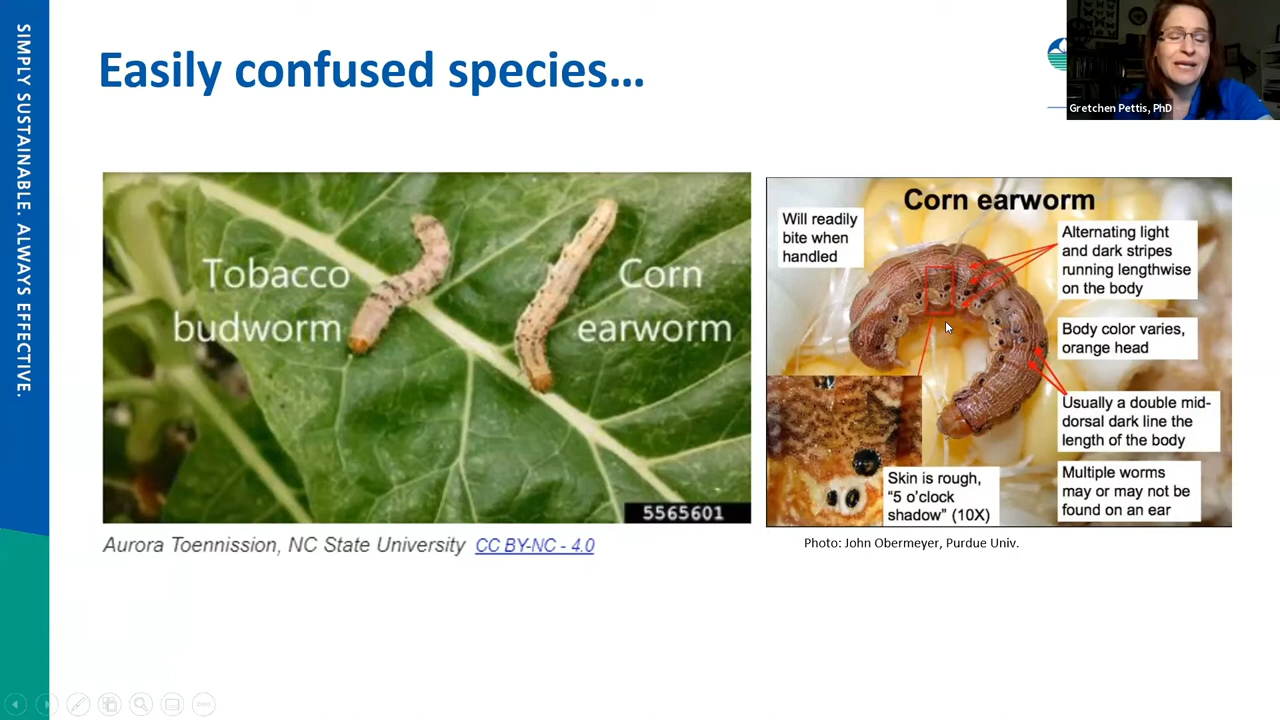 SIMPLY SUSTAINABLE. ALWAYS EFFECTIVE.
Easily confused species...
Gretchen Pettis, PhD
Tobacco
budworm
Corn
earworm
5565601
Aurora Toennission, NC State University CC BY-NC - 4.0
Corn earworm
Will readily
bite when
handled
Alternating light
and dark stripes
running lengthwise
on the body
Body color varies,
orange head
Usually a double mid-
dorsal dark line the
length of the body
Skin is rough,
"5 o'clock
shadow" (10X)
Multiple worms
may or may not be
found on an ear
Photo: John Obermeyer, Purdue Univ.